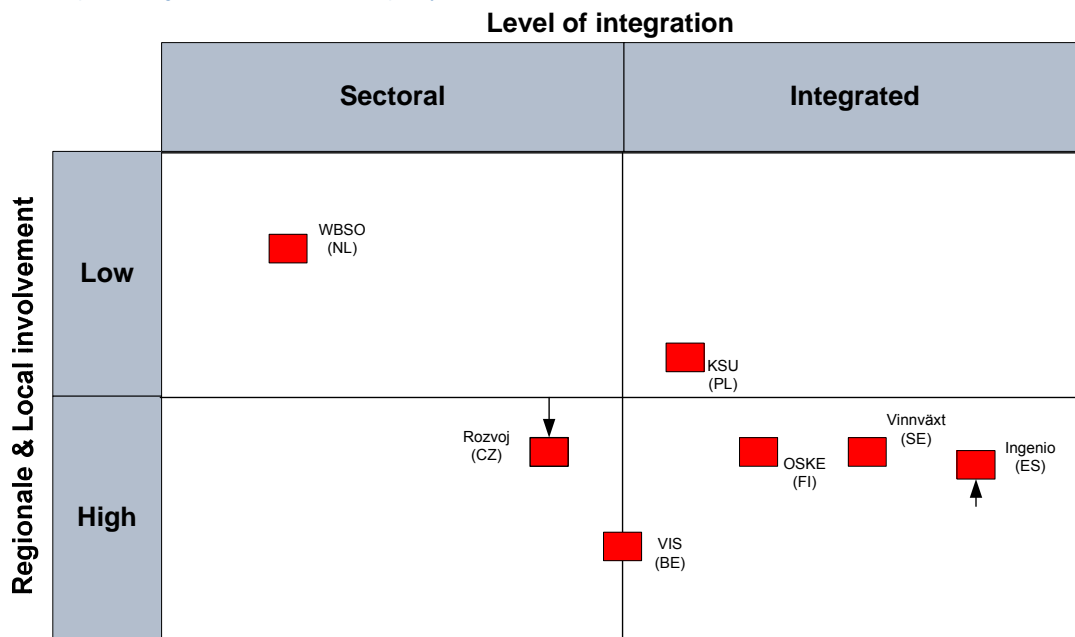 Level of integration
Sectoral
Integrated
Regionale & Local involvement
Low
WBSO
(NL)
KSU
(PL)
High
Rozvoj
(CZ)
OSKE
(FI)
Vinnväxt
(SE)
Ingenio
(ES)
VIS
(BE)